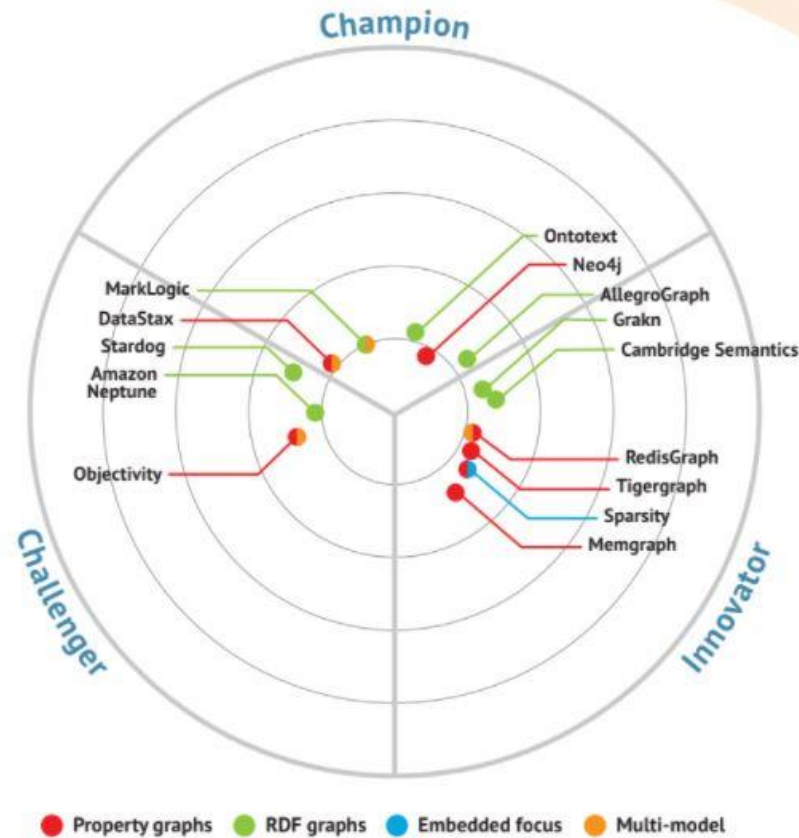 Champion
Ontotext
Neo4j
MarkLogic
AllegroGraph
DataStax
Grakn
Stardog
Cambridge Semantics
Amazon
Neptune
RedisGraph
Objectivity
Tigergraph
Sparsity
Memgraph
Challenger
Innovator
Property graphs
RDF graphs
Embedded focus
Multi-model